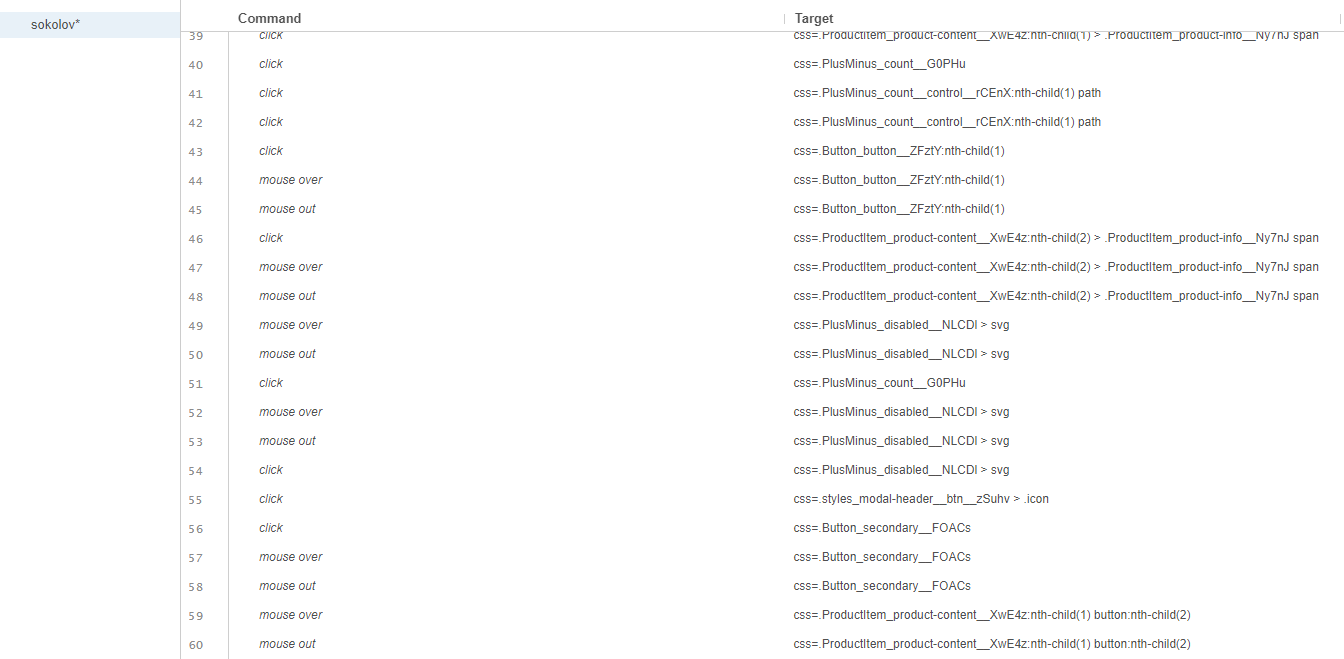 sokolov*
Command Target
39 click css=.ProductItem_product-content__XwE4z:nth-child(1) > .ProductItem_product-info__Ny7nJ span
40 click css=.PlusMinus_count__G0PHu
41 click css=.PlusMinus_count__control__rCEnX:nth-child(1) path
42 click css=.PlusMinus_count__control__rCEnX:nth-child(1) path
43 click css=.Button_button__ZFztY:nth-child(1)
44 mouse over css=.Button_button__ZFztY:nth-child(1)
45 mouse out css=.Button_button__ZFztY:nth-child(1)
46 click css=.ProductItem_product-content__XwE4z:nth-child(2) > .ProductItem_product-info__Ny7nJ span
47 mouse over css=.ProductItem_product-content__XwE4z:nth-child(2) > .ProductItem_product-info__Ny7nJ span
48 mouse out css=.ProductItem_product-content__XwE4z:nth-child(2) > .ProductItem_product-info__Ny7nJ span
49 mouse over css=.PlusMinus_disabled__NLCDI > svg
50 mouse out css=.PlusMinus_disabled__NLCDI > svg
51 click css=.PlusMinus_count__G0PHu
52 mouse over css=.PlusMinus_disabled__NLCDI > svg
53 mouse out css=.PlusMinus_disabled__NLCDI > svg
54 click css=.PlusMinus_disabled__NLCDI > svg
55 click css=.styles_modal-header__btn__zSuhv > .icon
56 click css=.Button_secondary__FOACs
57 mouse over css=.Button_secondary__FOACs
58 mouse out css=.Button_secondary__FOACs
59 mouse over css=.ProductItem_product-content__XwE4z:nth-child(1) button:nth-child(2)
60 mouse out css=.ProductItem_product-content__XwE4z:nth-child(1) button:nth-child(2)